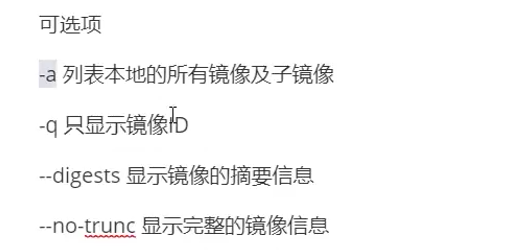 可选项
-a 列表本地的所有镜像及子镜像
-q 只显示镜像ID
--digests 显示镜像的摘要信息
--no-trunc 显示完整的镜像信息